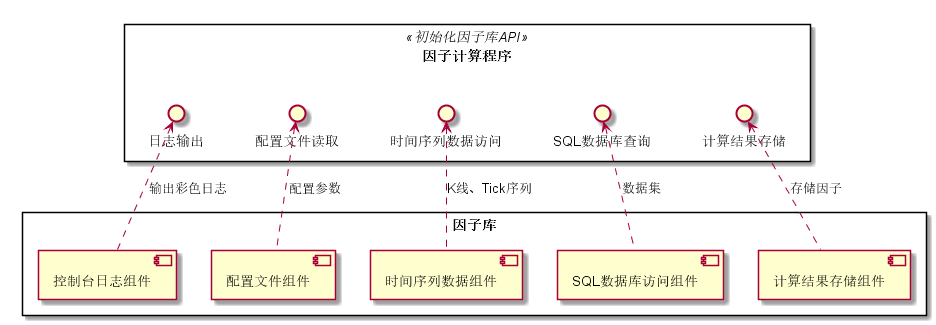 «初始化因子库API»
因子计算程序
日志输出
配置文件读取
时间序列数据访问
SQL数据库查询
计算结果存储
输出彩色日志
配置参数
K线、Tick序列
数据集
存储因子
因子库
控制台日志组件
配置文件组件
时间序列数据组件
SQL数据库访问组件
计算结果存储组件